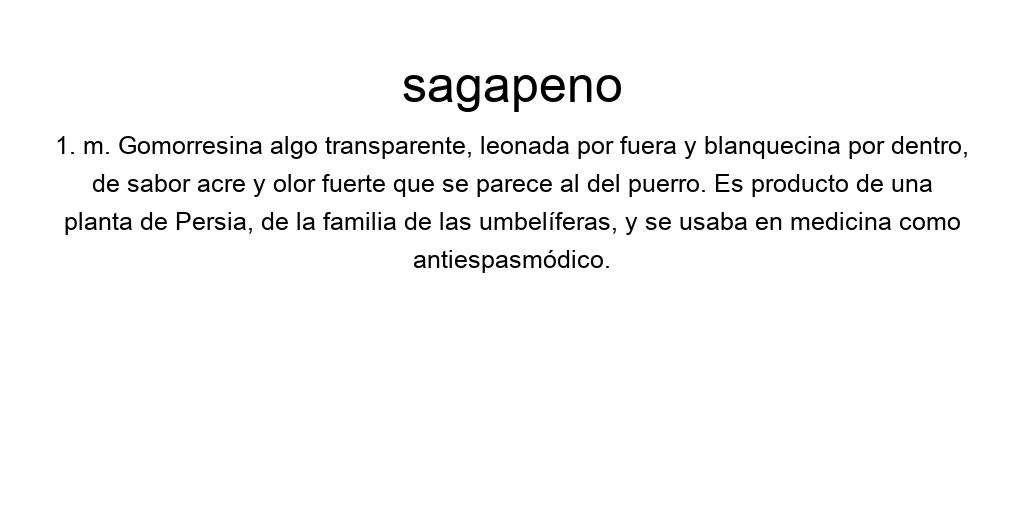 sagapeno
1. m. Gomorresina algo transparente, leonada por fuera y blanquecina por dentro,
de sabor acre y olor fuerte que se parece al del puerro. Es producto de una
planta de Persia, de la familia de las umbelíferas, y se usaba en medicina como
antiespasmódico.